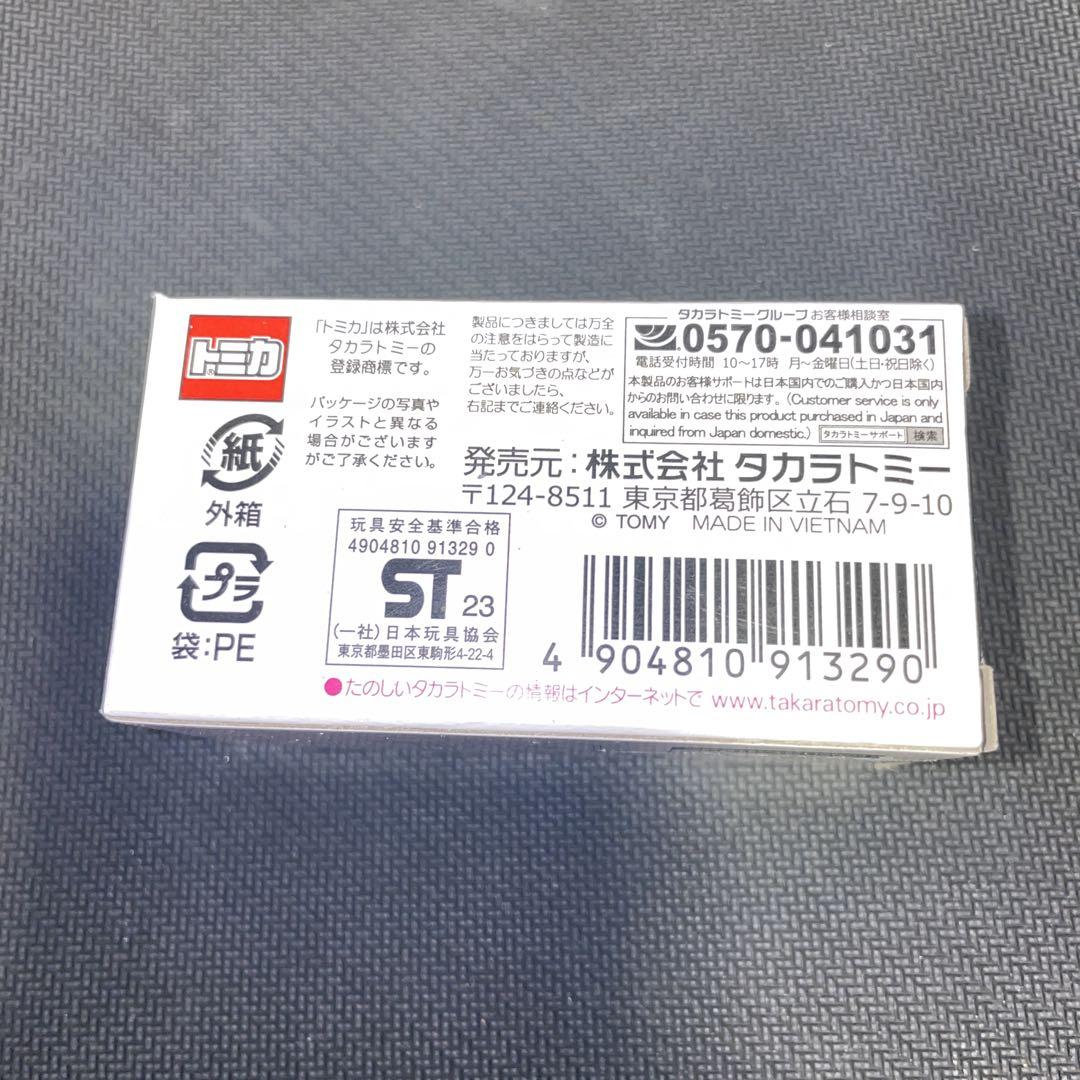 トミカ®
「トミカ」は株式会社
タカラトミーの
登録商標です。
パッケージの写真や
イラストと異なる
場合がございます
がご了承ください。
製品につきましては万全
の注意をはらって製造に
当たっておりますが、
万一お気づきの点などが
ございましたら、
右記までご連絡ください。
タカラトミーグループ お客様相談室
0570-041031
電話受付時間 10〜17時 月〜金曜日(土日・祝日除く)
本製品のお客様サポートは日本国内でのご購入かつ日本国内
からのお問い合わせに限ります。(Customer service is only
available in case this product purchased in Japan and
inquired from Japan domestic.) タカラトミーサポート 検索
発売元:株式会社 タカラトミー
〒124-8511 東京都葛飾区立石 7-9-10
© TOMY MADE IN VIETNAM
紙
外箱
プラ
袋:PE
玩具安全基準合格
4904810 91329 0
ST 23
(一社)日本玩具協会
東京都墨田区東駒形4-22-4
4 904810 913290
●たのしいタカラトミーの情報はインターネットで www.takaratomy.co.jp